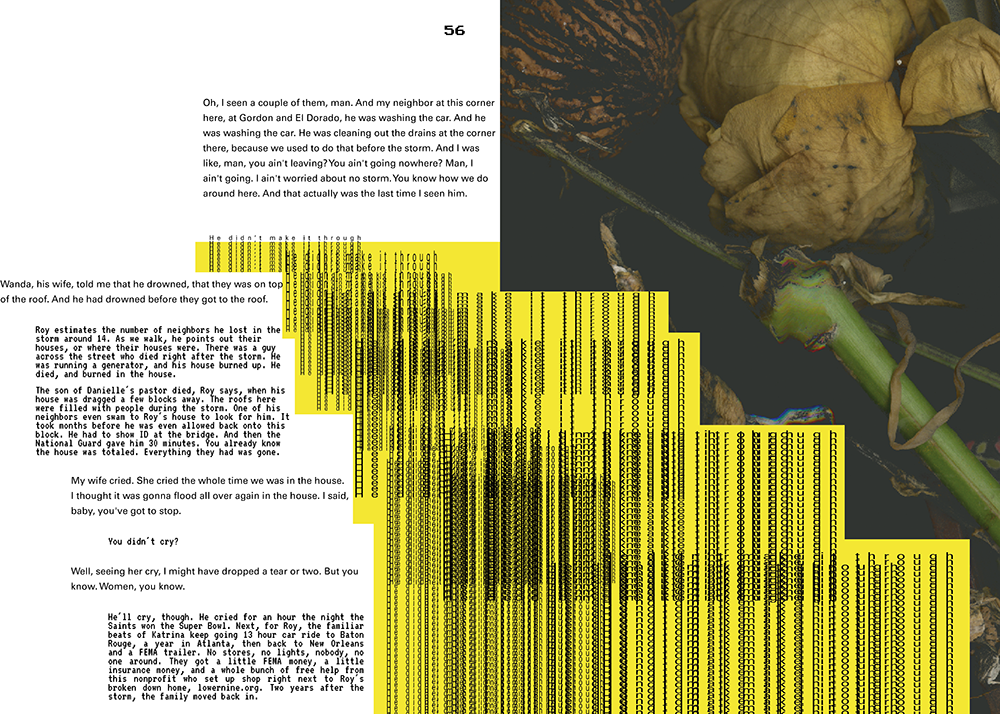 56
Oh, I seen a couple of them, man. And my neighbor at this corner
here, at Gordon and El Dorado, he was washing the car. And he
was washing the car. He was cleaning out the drains at the corner
there, because we used to do that before the storm. And I was
like, man, you ain't leaving? You ain't going nowhere? Man, I
ain't going. I ain't worried about no storm. You know how we do
around here. And that actually was the last time I seen him.
He didn't make it through
Wanda, his wife, told me that he drowned, that they was on top
of the roof. And he had drowned before they got to the roof.
Roy estimates the number of neighbors he lost in the
storm around 14. As we walk, he points out their
houses, or where their houses were. There was a guy
across the street who died right after the storm. He
was running a generator, and his house burned up. He
died, and burned in the house.
The son of Danielle's pastor died, Roy says, when his
house was dragged a few blocks away. The roofs here
were filled with people during the storm. One of his
neighbors even swam to Roy's house to look for him. It
took months before he was even allowed back onto this
block. He had to show ID at the bridge. And then the
National Guard gave him 30 minutes. You already know
the house was totaled. Everything they had was gone.
My wife cried. She cried the whole time we was in the house.
I thought it was gonna flood all over again in the house. I said,
baby, you've got to stop.
You didn't cry?
Well, seeing her cry, I might have dropped a tear or two. But you
know. Women, you know.
He'll cry, though. He cried for an hour the night the
Saints won the Super Bowl. Next, for Roy, the familiar
beats of Katrina keep going 13 hour car ride to Baton
Rouge, a year in Atlanta, then back to New Orleans
and a FEMA trailer. No stores, no lights, nobody, no
one around. They got a little FEMA money, a little
insurance money, and a whole bunch of free help from
this nonprofit who set up shop right next to Roy's
broken down home, lowernine.org. Two years after the
storm, the family moved back in.